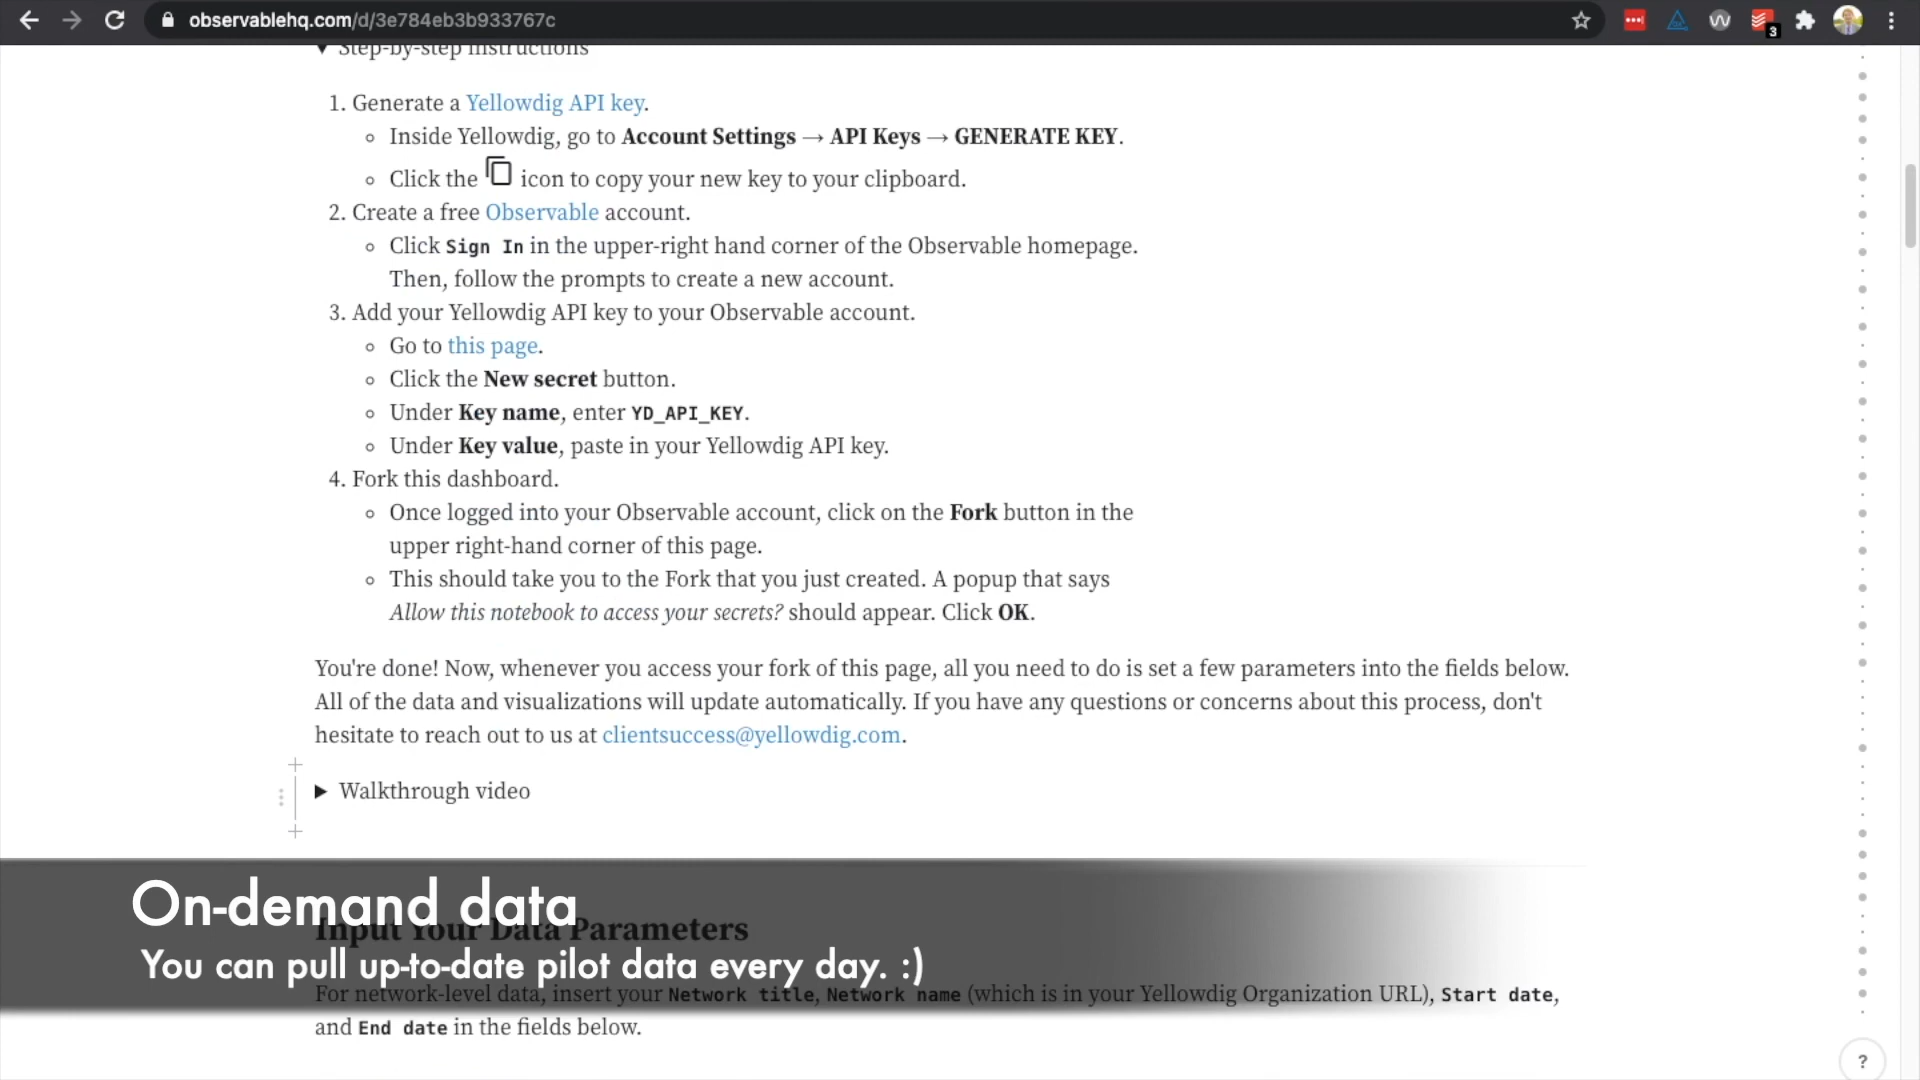 observablehq.com/d/3e784eb3b933767c
3
▼ Step-by-step instructions
1. Generate a Yellowdig API key.
Inside Yellowdig, go to Account Settings → API Keys → GENERATE KEY.
Click the icon to copy your new key to your clipboard.
2. Create a free Observable account.
Click Sign In in the upper-right hand corner of the Observable homepage.
Then, follow the prompts to create a new account.
3. Add your Yellowdig API key to your Observable account.
Go to this page.
Click the New secret button.
Under Key name, enter YD_API_KEY.
Under Key value, paste in your Yellowdig API key.
4. Fork this dashboard.
Once logged into your Observable account, click on the Fork button in the
upper right-hand corner of this page.
This should take you to the Fork that you just created. A popup that says
Allow this notebook to access your secrets? should appear. Click OK.
You're done! Now, whenever you access your fork of this page, all you need to do is set a few parameters into the fields below.
All of the data and visualizations will update automatically. If you have any questions or concerns about this process, don't
hesitate to reach out to us at clientsuccess@yellowdig.com.
▶ Walkthrough video
On-demand data
Input Your Data Parameters
You can pull up-to-date pilot data every day. :)
For network-level data, insert your Network title, Network name (which is in your Yellowdig Organization URL), Start date,
and End date in the fields below.
?